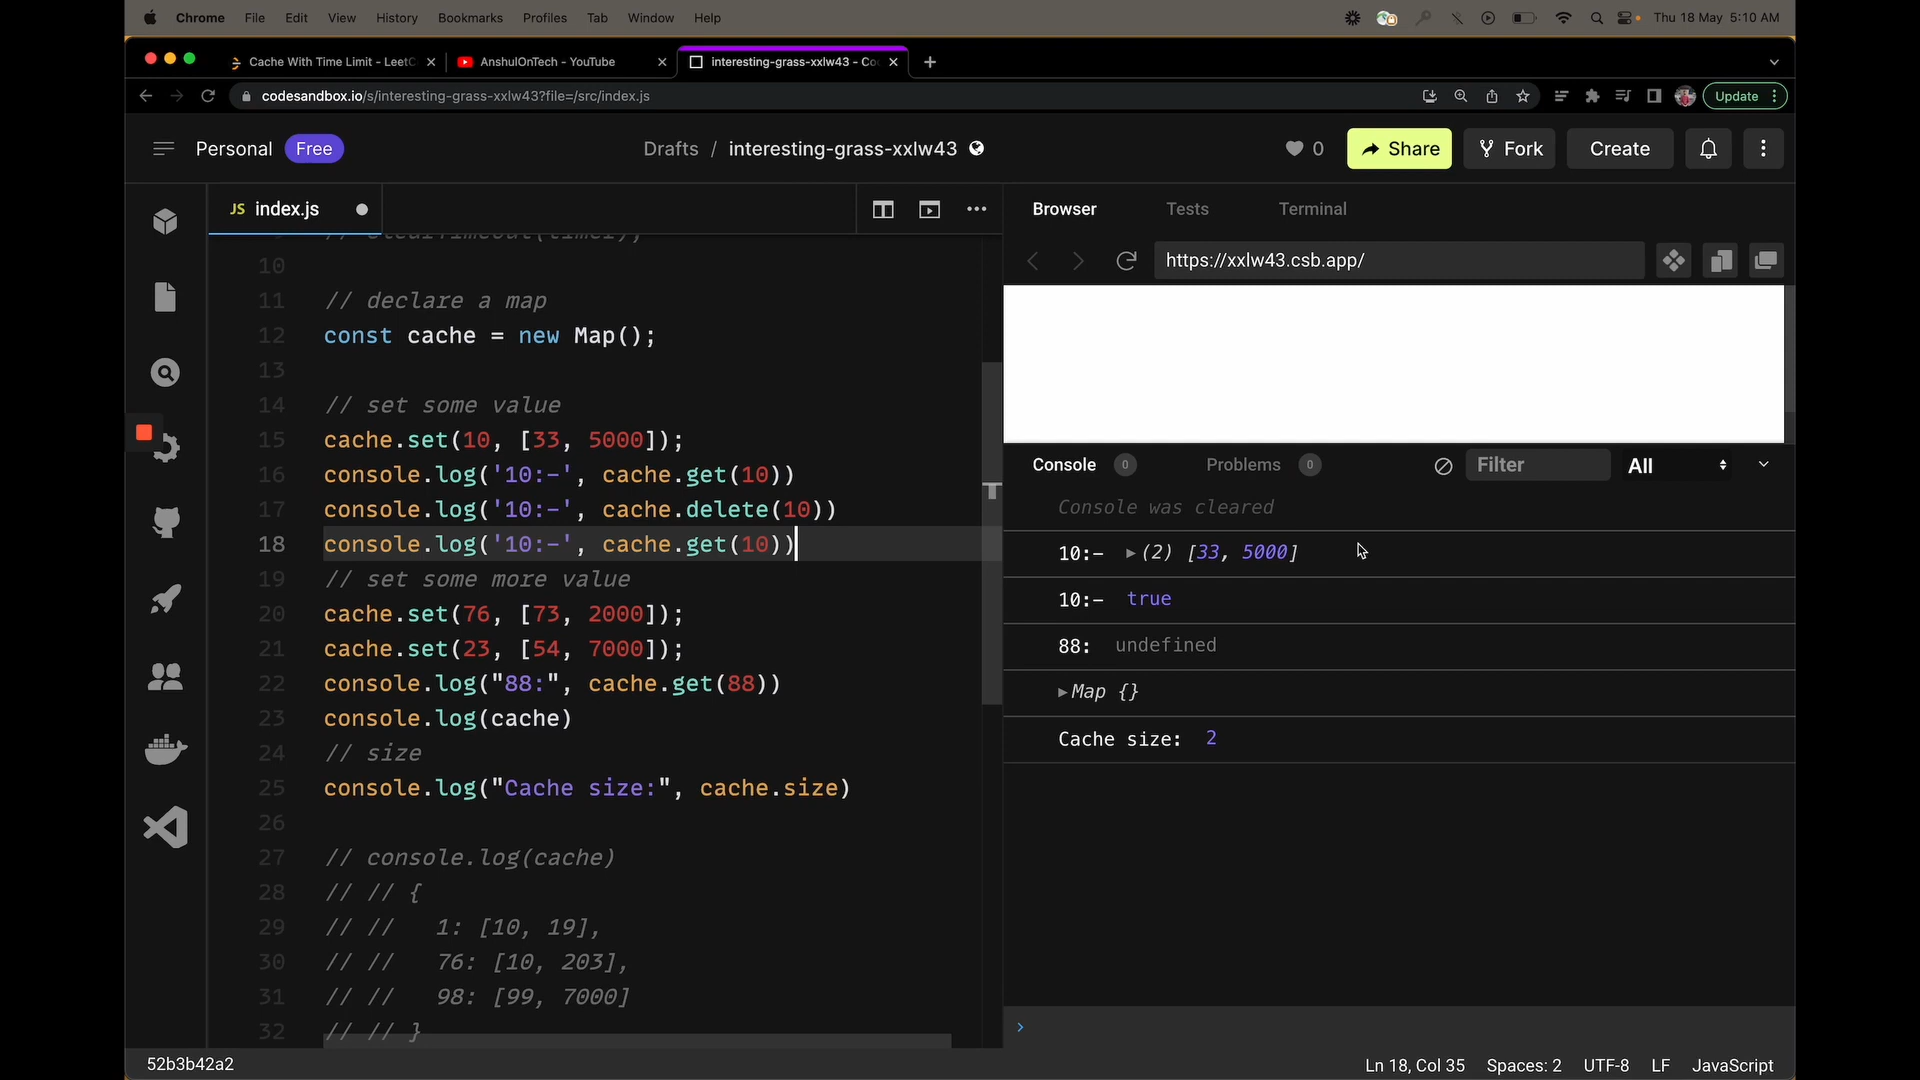 Chrome File Edit View History Bookmarks Profiles Tab Window Help Thu 18 May 5:10 AM
Cache With Time Limit - LeetC AnshulOnTech - YouTube interesting-grass-xxlw43 - Co
codesandbox.io/s/interesting-grass-xxlw43?file=/src/index.js Update
Personal Free Drafts / interesting-grass-xxlw43 0 Share Fork Create
JS index.js
Browser Tests Terminal
https://xxlw43.csb.app/
// clearTimeout(timer);
10
11 // declare a map
12 const cache = new Map();
13
14 // set some value
15 cache.set(10, [33, 5000]);
16 console.log('10:-', cache.get(10))
17 console.log('10:-', cache.delete(10))
18 console.log('10:-', cache.get(10))
19 // set some more value
20 cache.set(76, [73, 2000]);
21 cache.set(23, [54, 7000]);
22 console.log("88:", cache.get(88))
23 console.log(cache)
24 // size
25 console.log("Cache size:", cache.size)
26
27 // console.log(cache)
28 // // {
29 // // 1: [10, 19],
30 // // 76: [10, 203],
31 // // 98: [99, 7000]
32 // // }
Console 0 Problems 0 Filter All
Console was cleared
10:- (2) [33, 5000]
10:- true
88: undefined
Map {}
Cache size: 2
52b3b42a2 Ln 18, Col 35 Spaces: 2 UTF-8 LF JavaScript